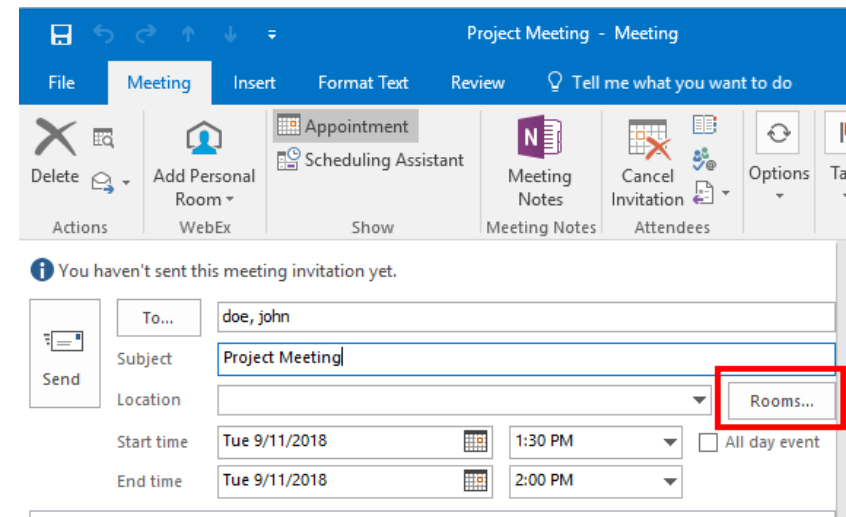 Project Meeting - Meeting
File Meeting Insert Format Text Review Tell me what you want to do
Delete
Add Personal Room
Appointment
Scheduling Assistant
N
Meeting Notes
Cancel Invitation
Options
Actions WebEx Show Meeting Notes Attendees
You haven't sent this meeting invitation yet.
To... doe, john
Send
Subject Project Meeting
Location Rooms...
Start time Tue 9/11/2018 1:30 PM All day event
End time Tue 9/11/2018 2:00 PM